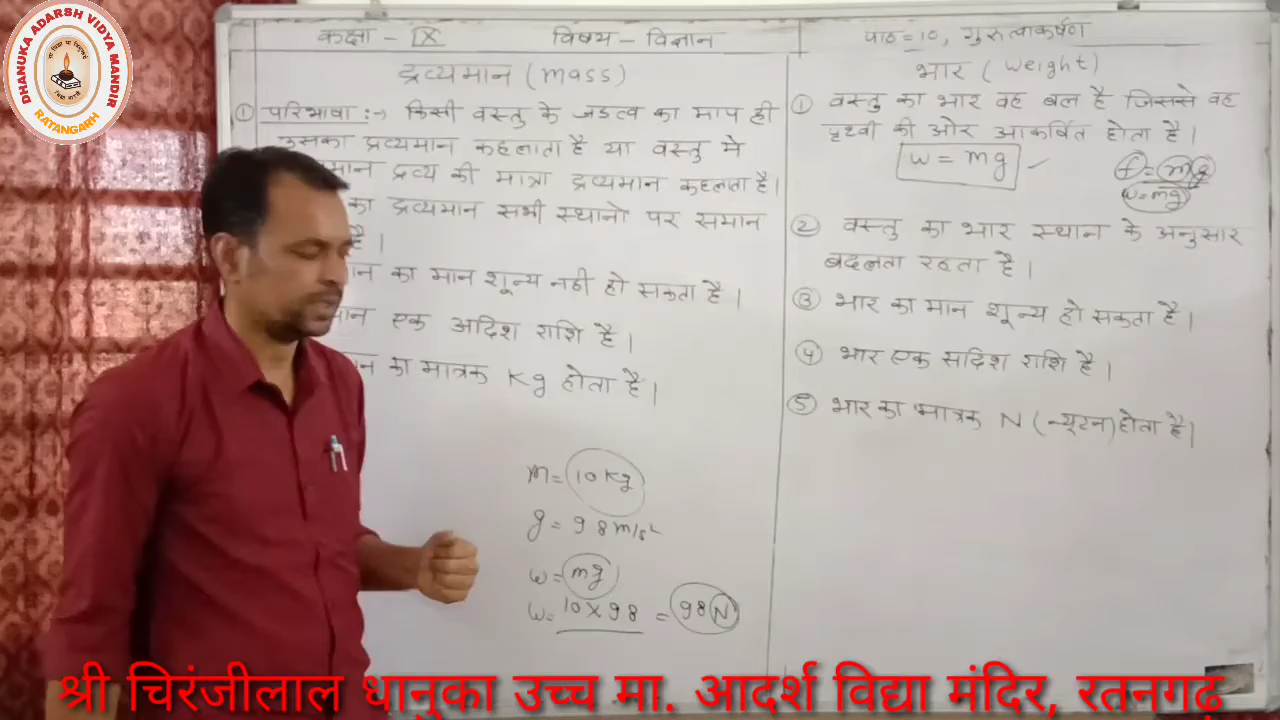 DHANUKA ADARSH VIDYA MANDIR
RATANGARH
कक्षा - IX विषय - विज्ञान पाठ = 10, गुरुत्वाकर्षण
द्रव्यमान ( mass )
① परिभाषा :-> किसी वस्तु के जडत्व का माप ही
उसका द्रव्यमान कहलाता है या वस्तु मे
मान द्रव्य की मात्रा द्रव्यमान कहलाता है।
का द्रव्यमान सभी स्थानो पर समान
है।
मान का मान शून्य नही हो सकता है।
मान एक अदिश राशि है।
मान का मात्रक Kg होता है।
m = 10 Kg
g = 9 8 m/s²
w = mg
w = 10 X 9 8 = 98 N
भार ( weight )
① वस्तु का भार वह बल है जिससे वह
पृथ्वी की ओर आकर्षित होता है।
w = mg
f = mg
w = mg
② वस्तु का भार स्थान के अनुसार
बदलता रहता है।
③ भार का मान शून्य हो सकता है।
④ भार एक सदिश राशि है।
⑤ भार का मात्रक N ( न्यूटन ) होता है।
श्री चिरंजीलाल धानुका उच्च मा. आदर्श विद्या मंदिर, रतनगढ़